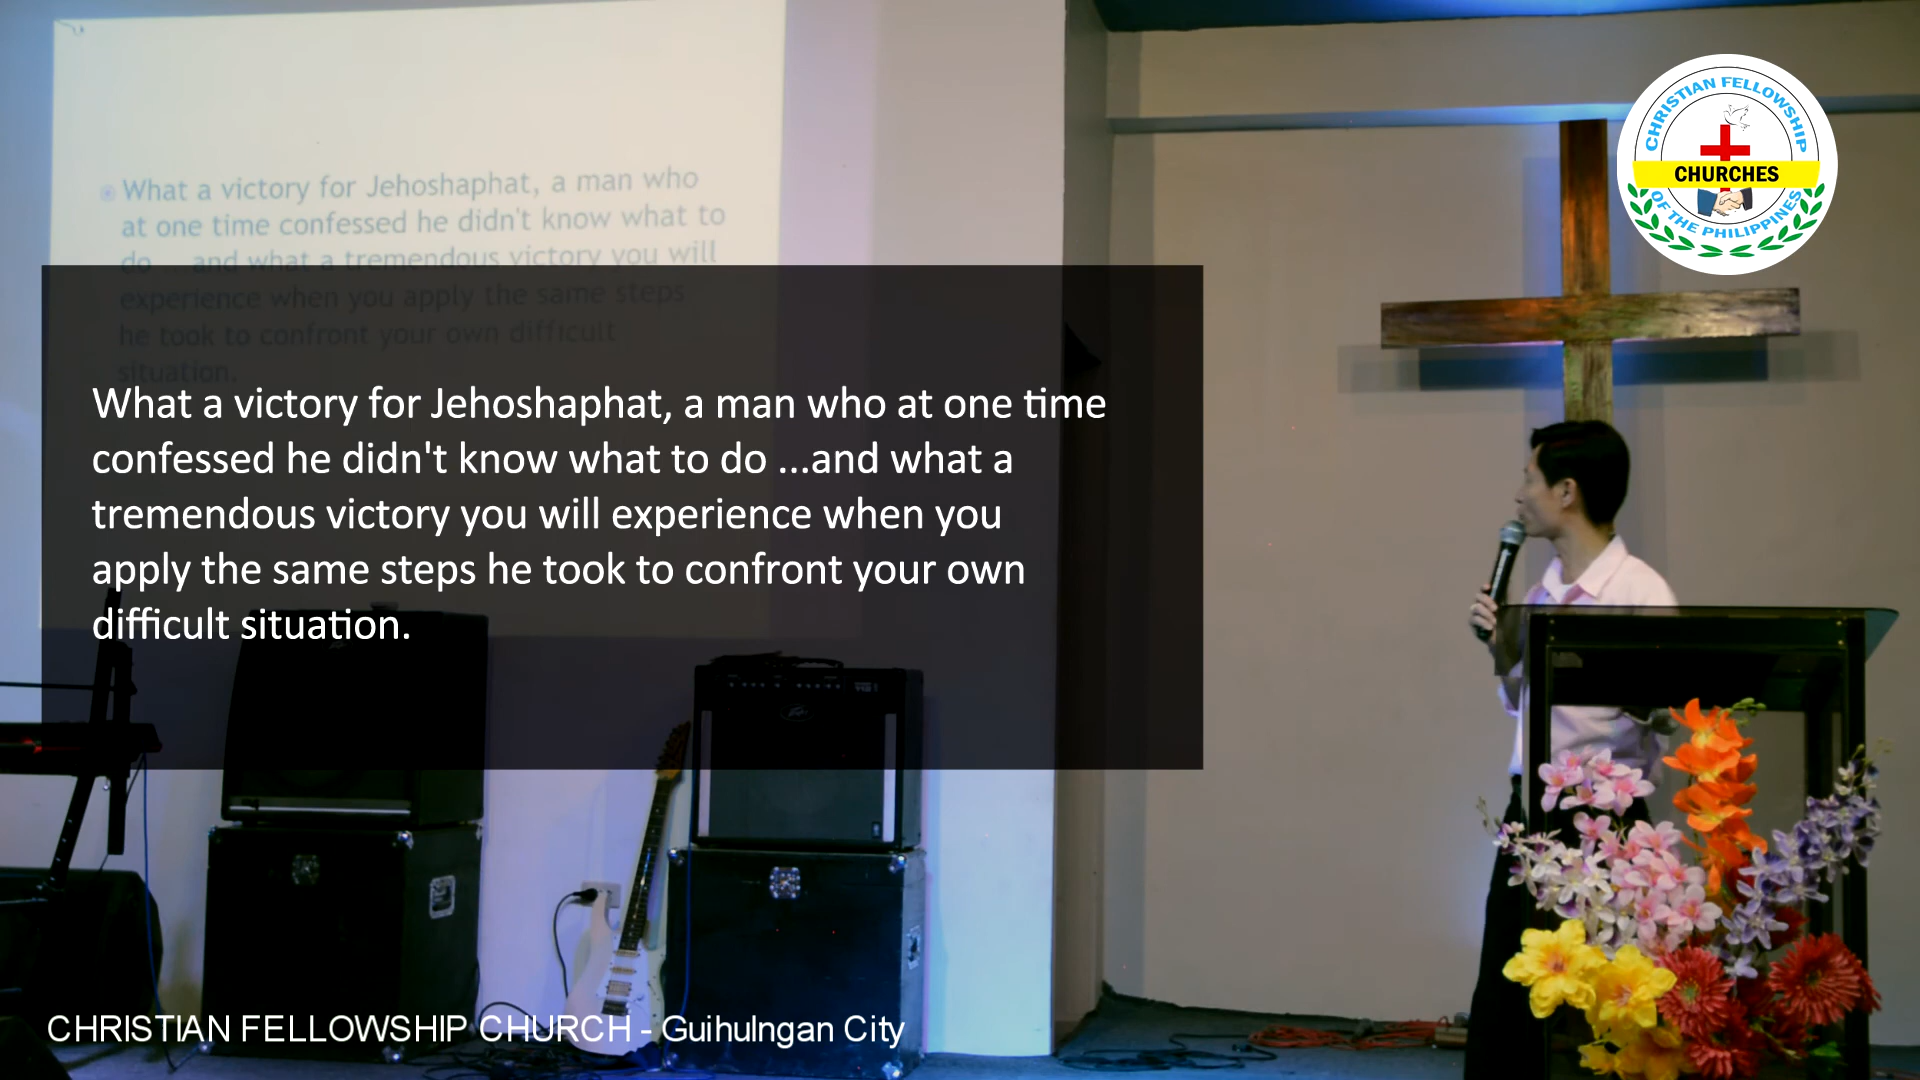 What a victory for Jehoshaphat, a man who
at one time confessed he didn't know what to
do ...and what a tremendous victory you will
experience when you apply the same steps
he took to confront your own difficult
situation.
CHRISTIAN FELLOWSHIP
CHURCHES
OF THE PHILIPPINES
What a victory for Jehoshaphat, a man who at one time
confessed he didn't know what to do ...and what a
tremendous victory you will experience when you
apply the same steps he took to confront your own
difficult situation.
CHRISTIAN FELLOWSHIP CHURCH - Guihulngan City